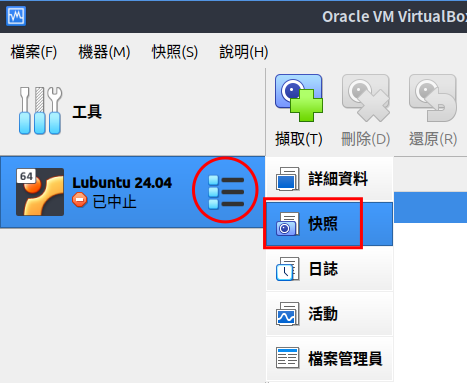 Oracle VM VirtualBox
檔案(F) 機器(M) 快照(S) 說明(H)
工具
擷取(T) 刪除(D) 還原(R)
64
Lubuntu 24.04
已中止
詳細資料
快照
日誌
活動
檔案管理員